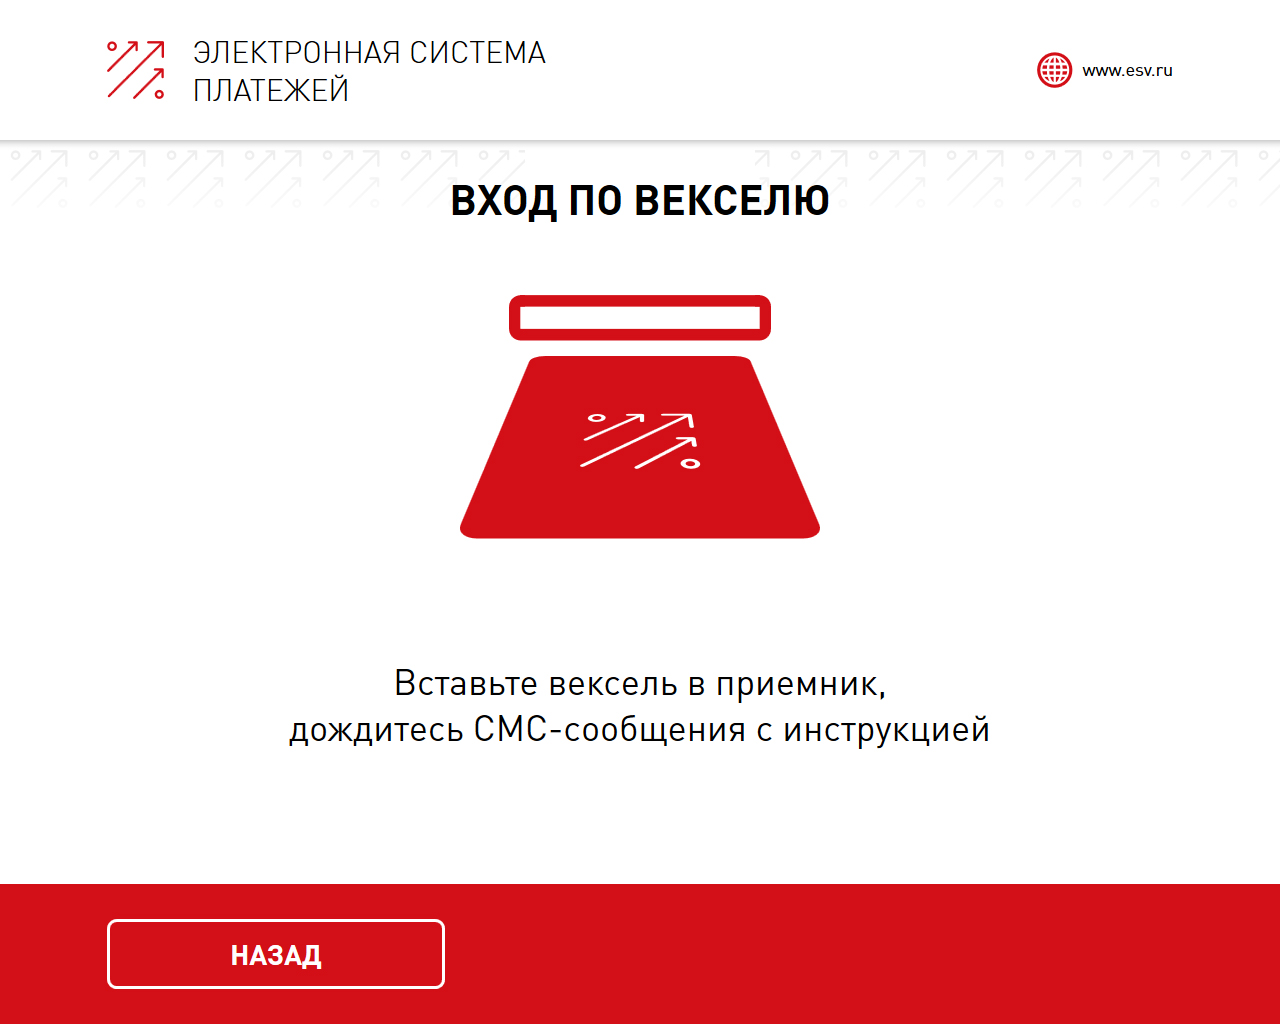 ЭЛЕКТРОННАЯ СИСТЕМА
ПЛАТЕЖЕЙ
www.esv.ru
ВХОД ПО ВЕКСЕЛЮ
Вставьте вексель в приемник,
дождитесь СМС-сообщения с инструкцией
НАЗАД